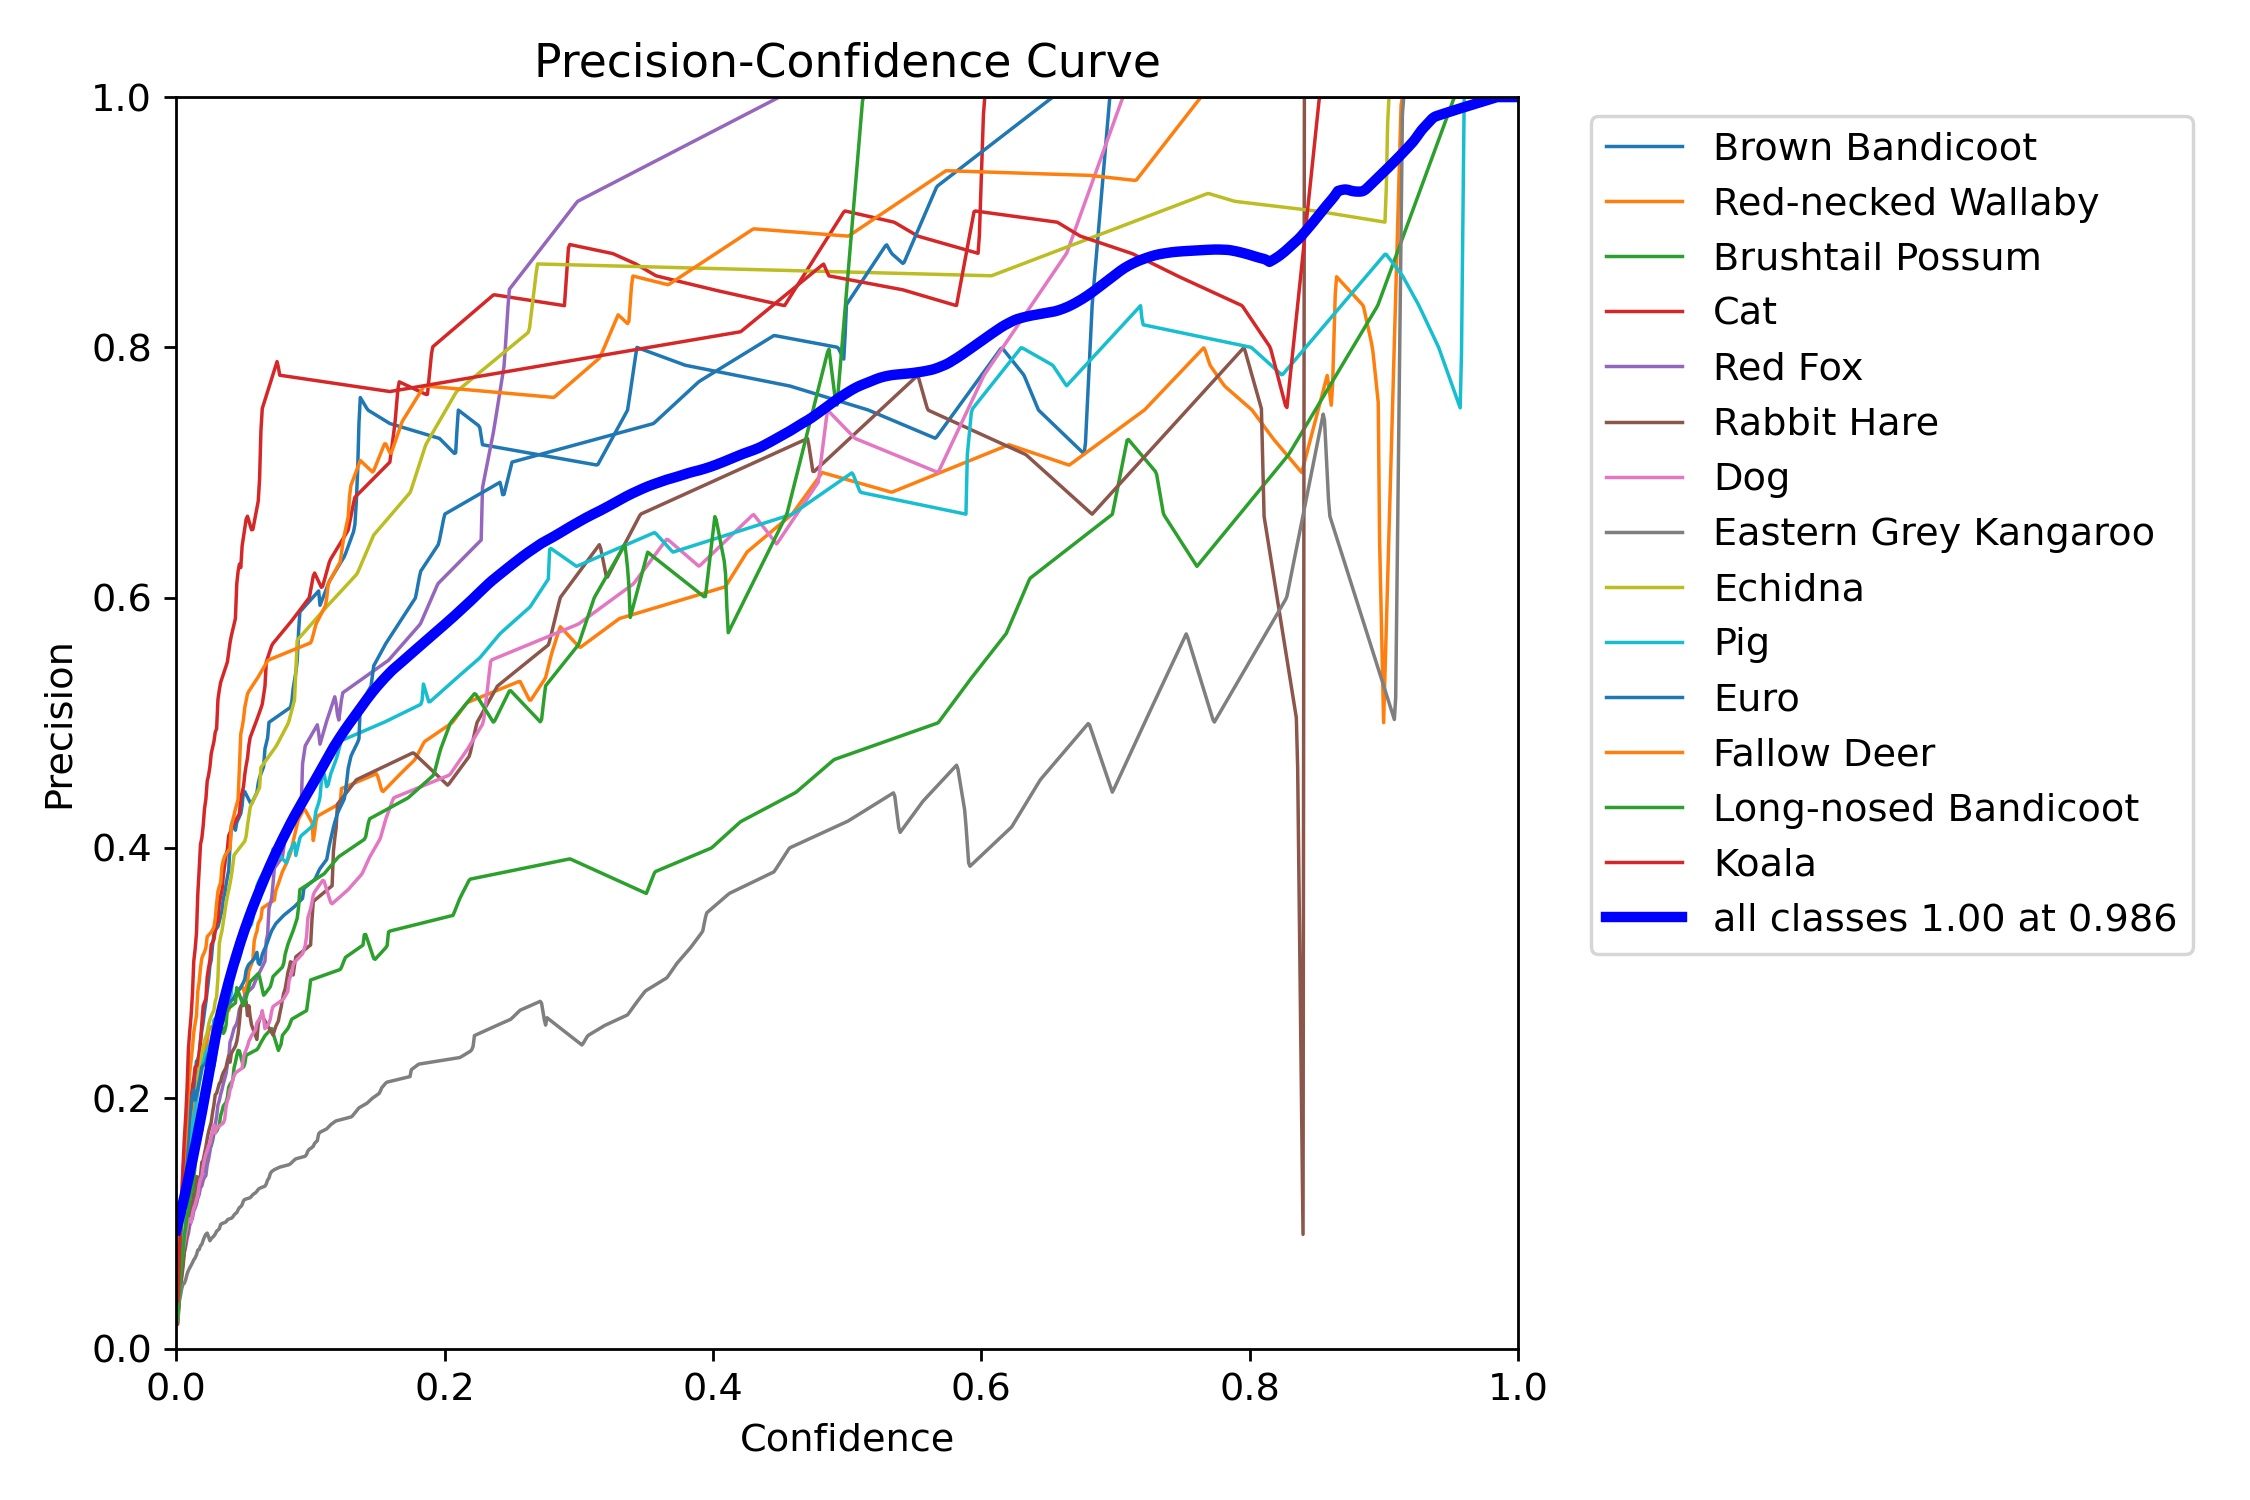 Precision-Confidence Curve
1.0
0.8
0.6
0.4
0.2
0.0
Precision
0.0 0.2 0.4 0.6 0.8 1.0
Confidence
Brown Bandicoot
Red-necked Wallaby
Brushtail Possum
Cat
Red Fox
Rabbit Hare
Dog
Eastern Grey Kangaroo
Echidna
Pig
Euro
Fallow Deer
Long-nosed Bandicoot
Koala
all classes 1.00 at 0.986